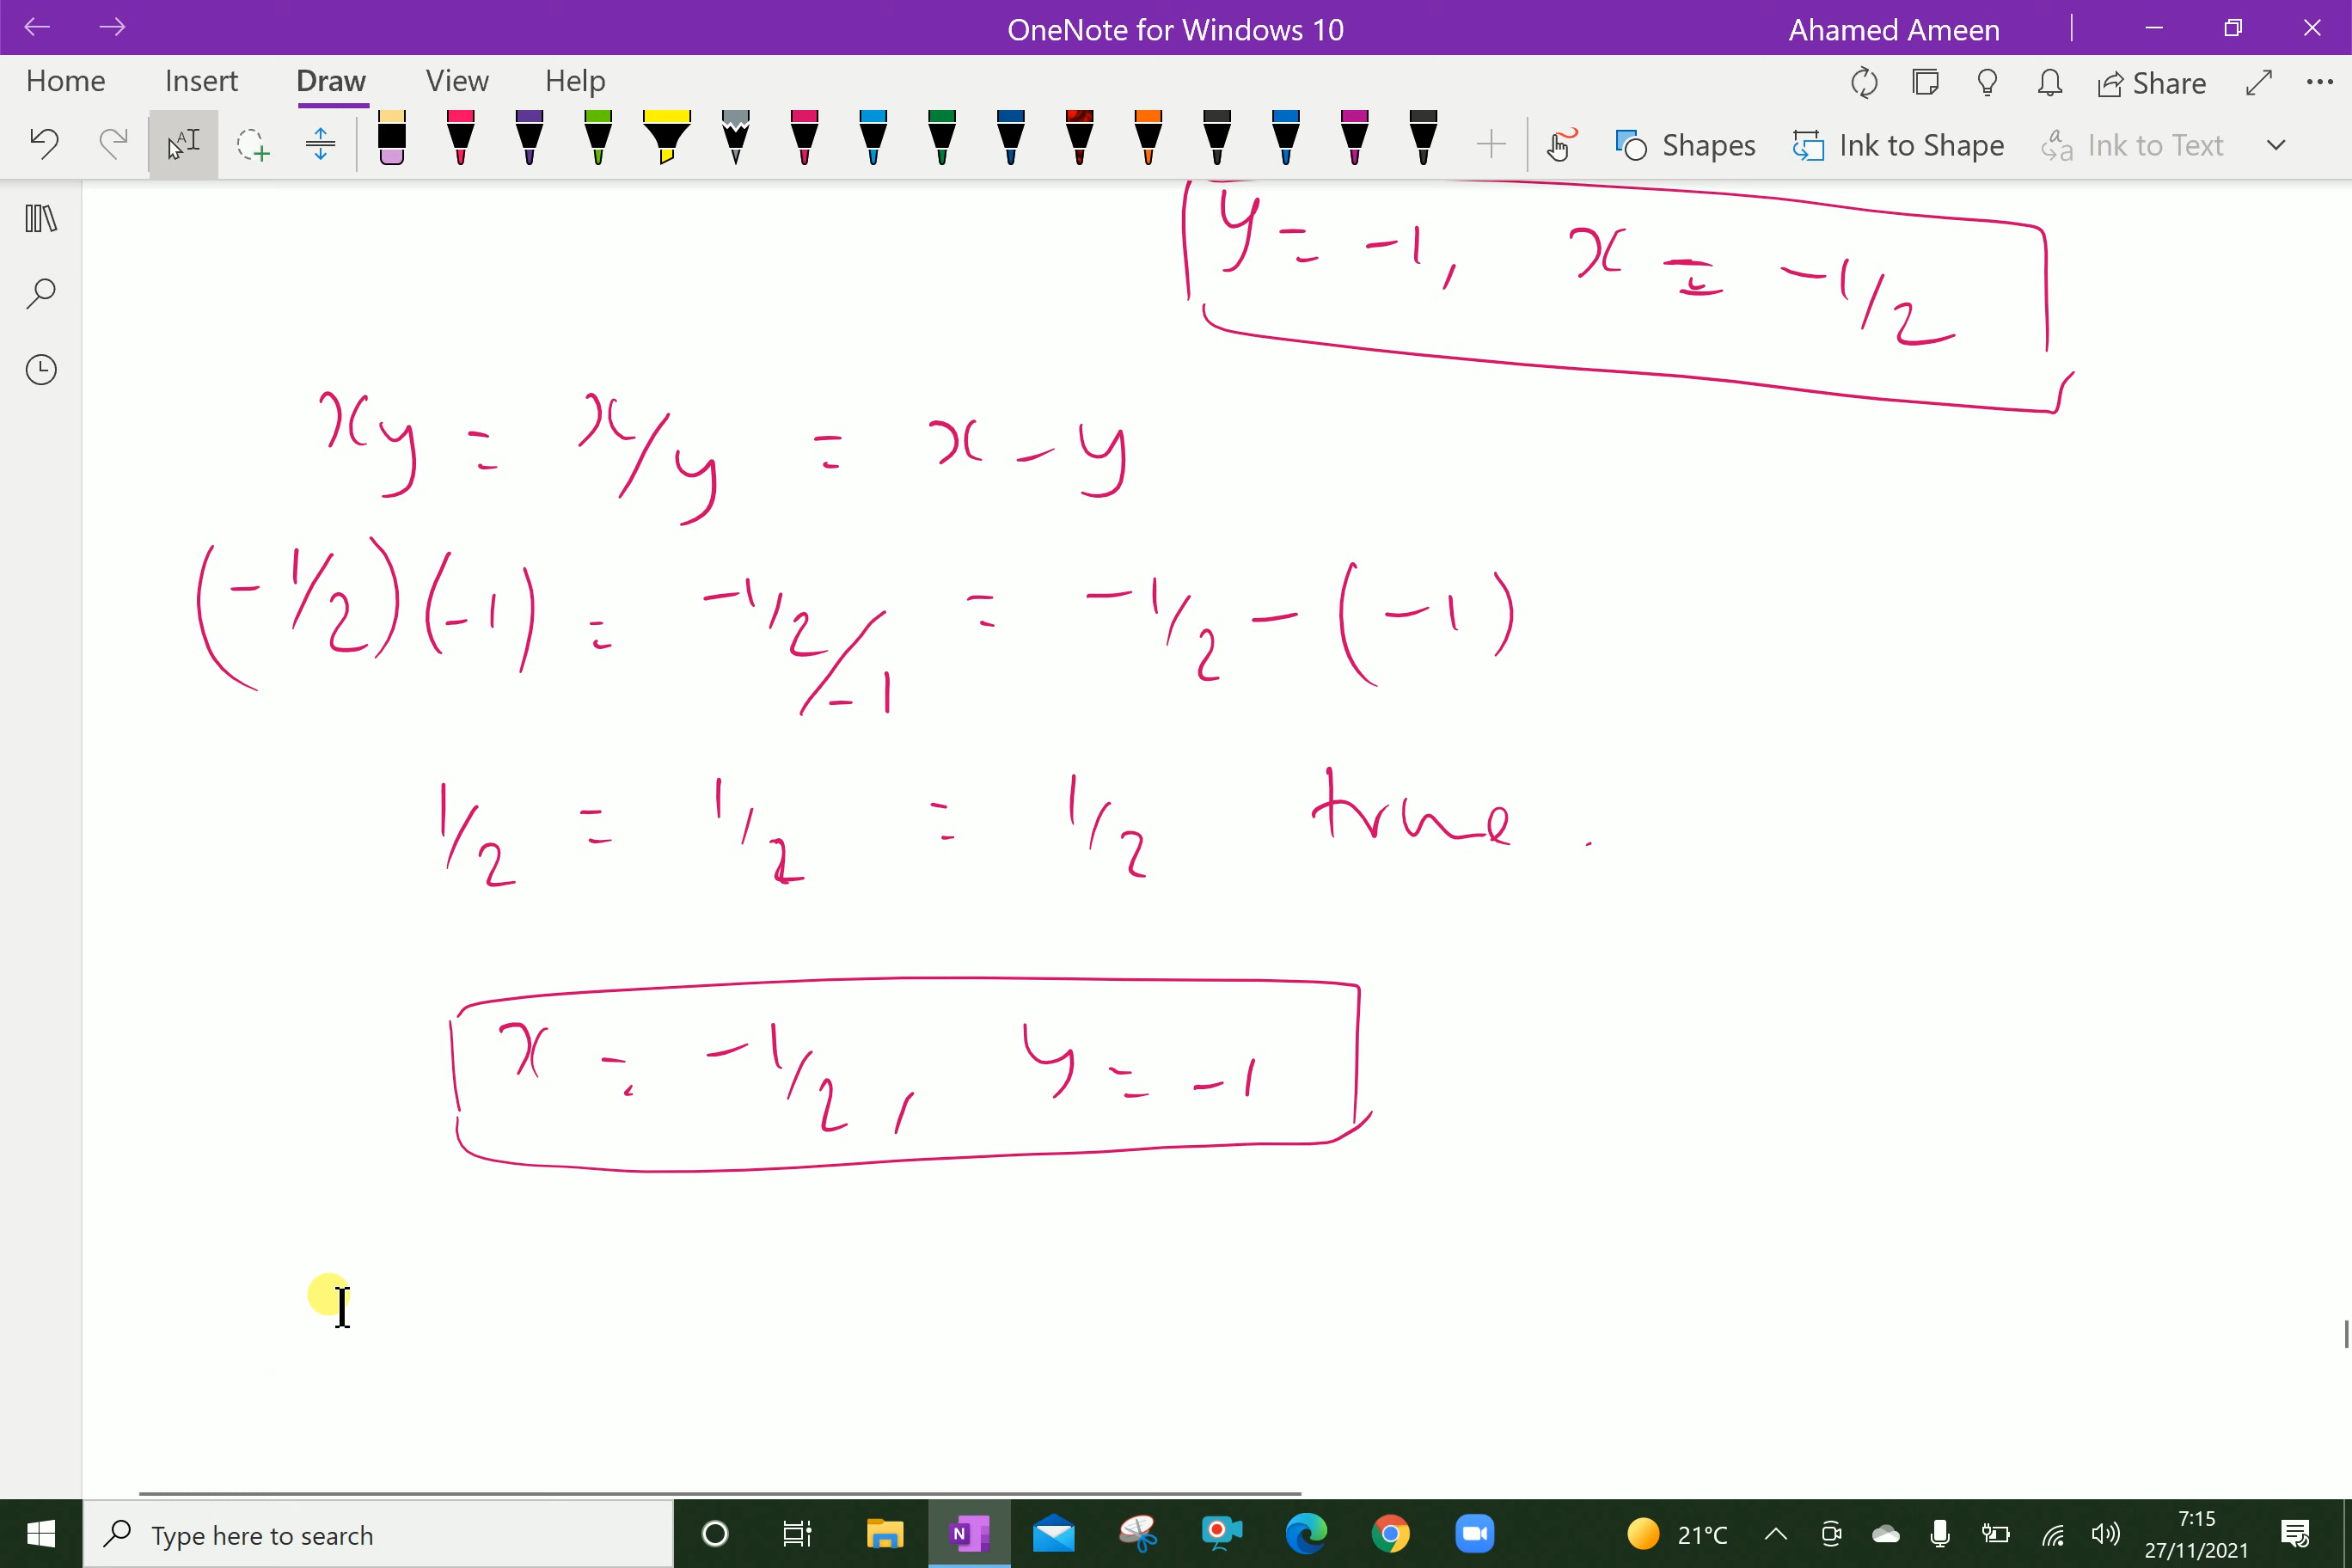 OneNote for Windows 10 Ahamed Ameen
Home Insert Draw View Help Share
Shapes Ink to Shape Ink to Text
y = -1, x = -1/2
xy = x/y = x - y
(-1/2)(-1) = -1/2/-1 = -1/2 - (-1)
1/2 = 1/2 = 1/2 true.
x = -1/2, y = -1
Type here to search 21°C 7:15
27/11/2021